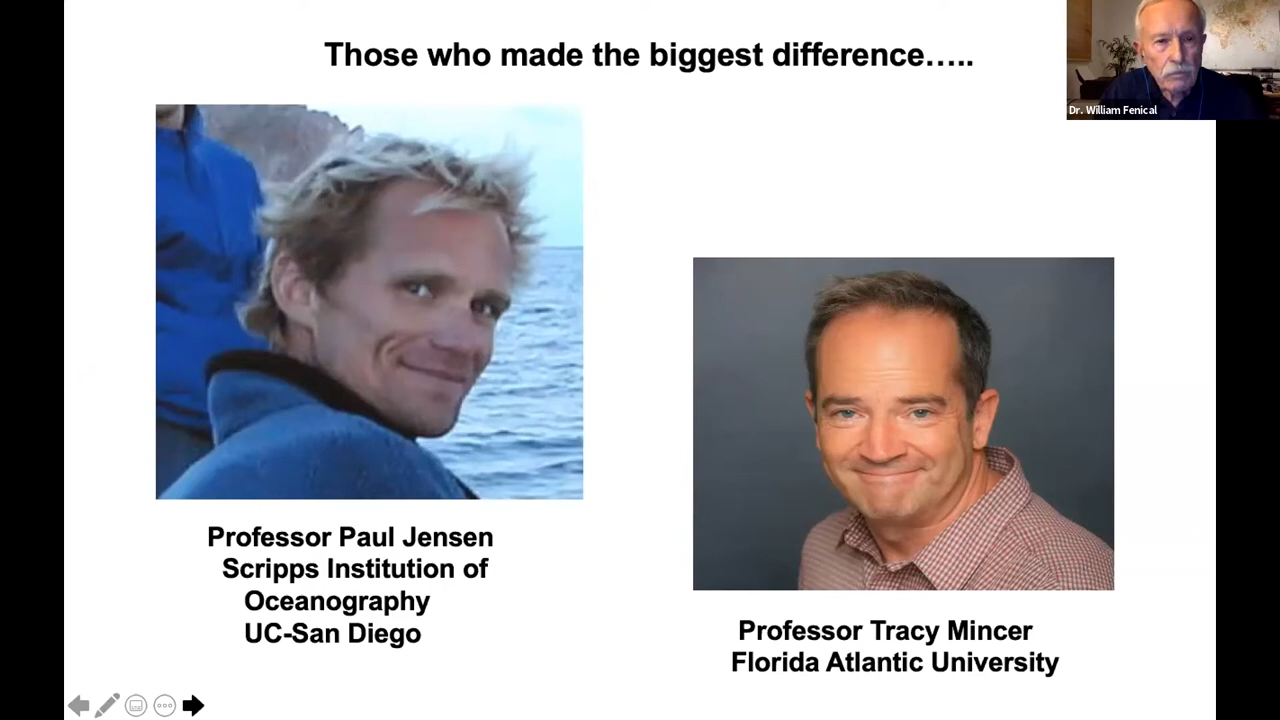 Those who made the biggest difference…..
Dr. William Fenical
Professor Paul Jensen
Scripps Institution of
Oceanography
UC-San Diego
Professor Tracy Mincer
Florida Atlantic University